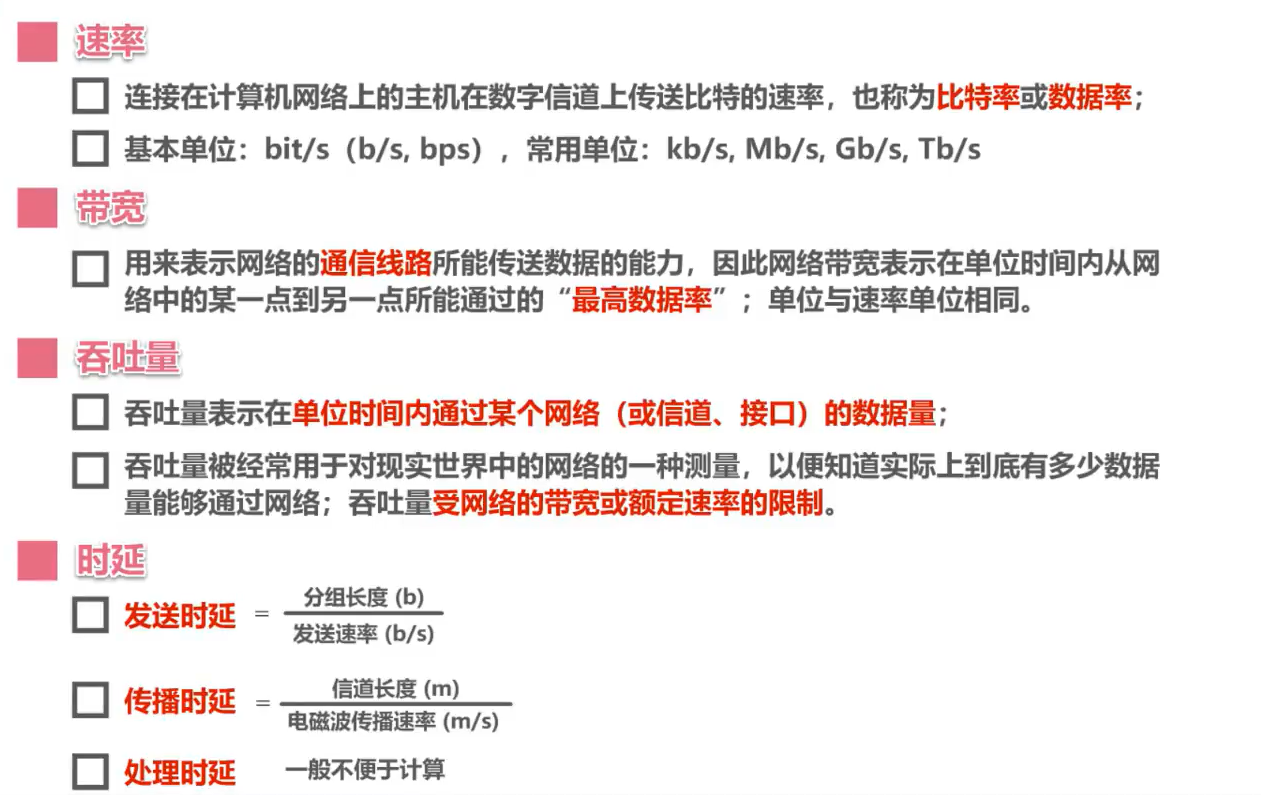 速率
连接在计算机网络上的主机在数字信道上传送比特的速率，也称为比特率或数据率；
基本单位：bit/s（b/s, bps），常用单位：kb/s, Mb/s, Gb/s, Tb/s
带宽
用来表示网络的通信线路所能传送数据的能力，因此网络带宽表示在单位时间内从网
络中的某一点到另一点所能通过的“最高数据率”；单位与速率单位相同。
吞吐量
吞吐量表示在单位时间内通过某个网络（或信道、接口）的数据量；
吞吐量被经常用于对现实世界中的网络的一种测量，以便知道实际上到底有多少数据
量能够通过网络；吞吐量受网络的带宽或额定速率的限制。
时延
发送时延 =
分组长度 (b)
发送速率 (b/s)
传播时延 =
信道长度 (m)
电磁波传播速率 (m/s)
处理时延 一般不便于计算